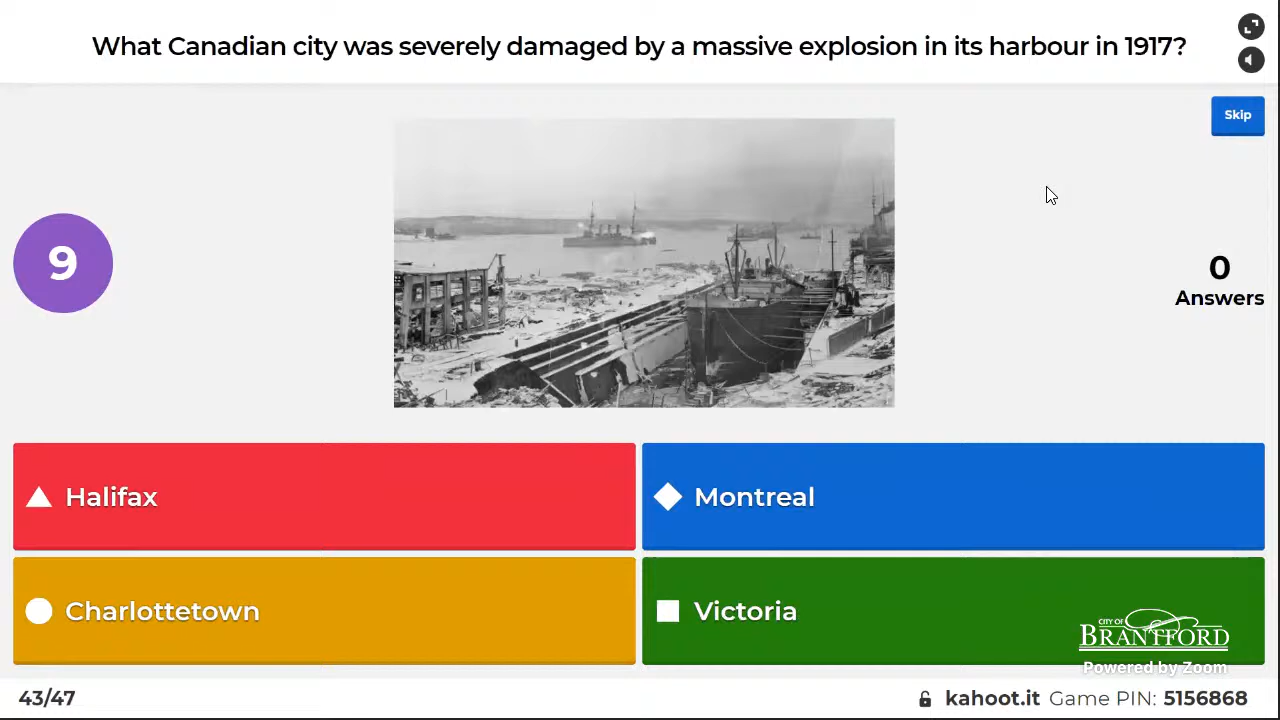 What Canadian city was severely damaged by a massive explosion in its harbour in 1917?
Skip
9
0
Answers
Halifax
Montreal
Charlottetown
Victoria
CITY OF
BRANTFORD
Powered by Zoom
43/47
kahoot.it Game PIN: 5156868